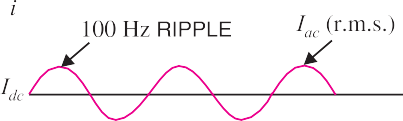 i
100 Hz RIPPLE
I_ac (r.m.s.)
I_dc